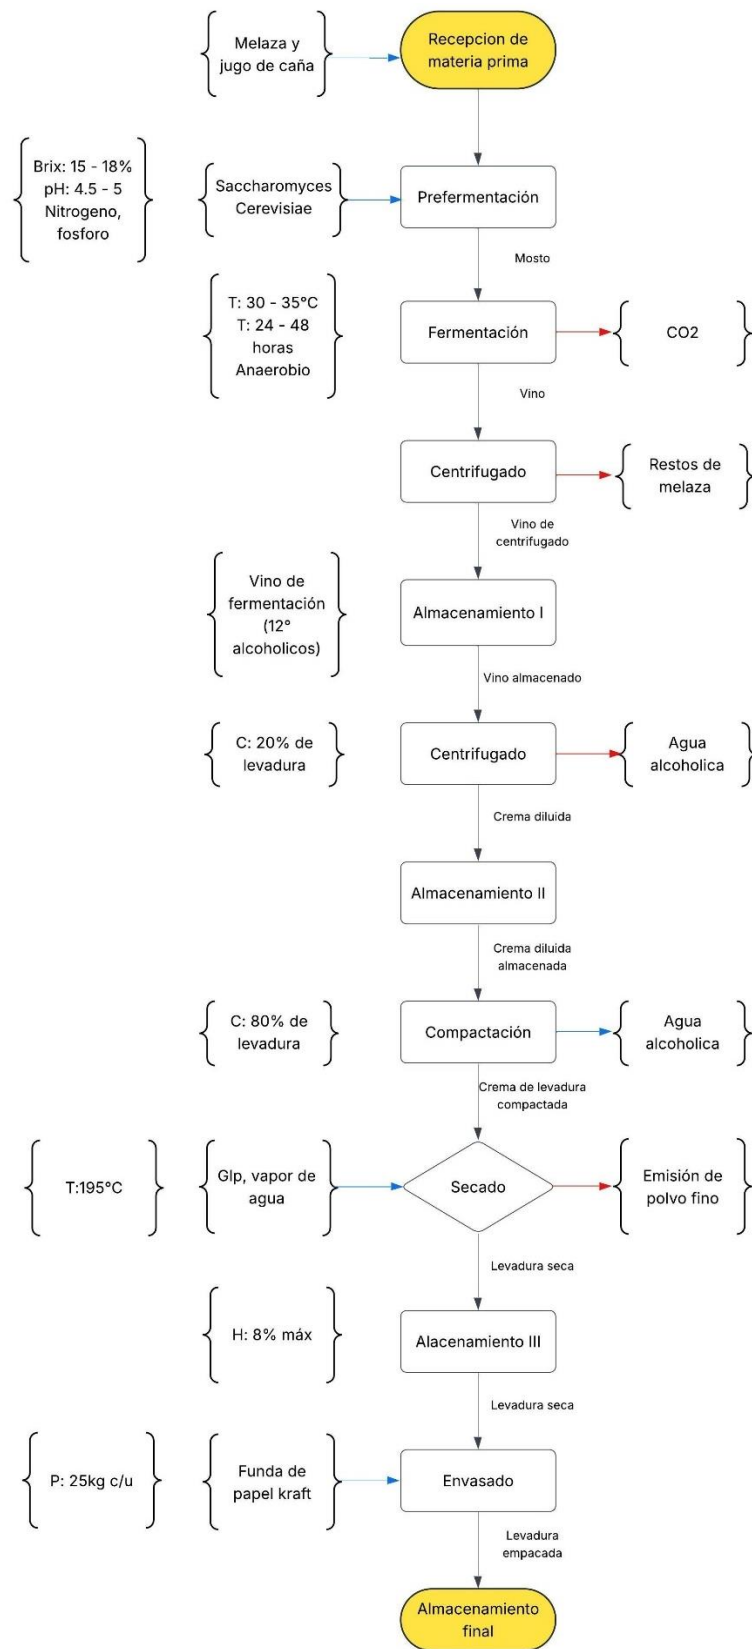 Melaza y
jugo de caña
Recepcion de
materia prima
Brix: 15 - 18%
pH: 4.5 - 5
Nitrogeno,
fosforo
Saccharomyces
Cerevisiae
Prefermentación
Mosto
T: 30 - 35°C
T: 24 - 48
horas
Anaerobio
Fermentación
CO2
Vino
Centrifugado
Restos de
melaza
Vino de
centrifugado
Vino de
fermentación
(12°
alcoholicos)
Almacenamiento I
Vino almacenado
C: 20% de
levadura
Centrifugado
Agua
alcoholica
Crema diluida
Almacenamiento II
Crema diluida
almacenada
C: 80% de
levadura
Compactación
Agua
alcoholica
Crema de levadura
compactada
T:195°C
Glp, vapor de
agua
Secado
Emisión de
polvo fino
Levadura seca
H: 8% máx
Alacenamiento III
Levadura seca
P: 25kg c/u
Funda de
papel kraft
Envasado
Levadura
empacada
Almacenamiento
final